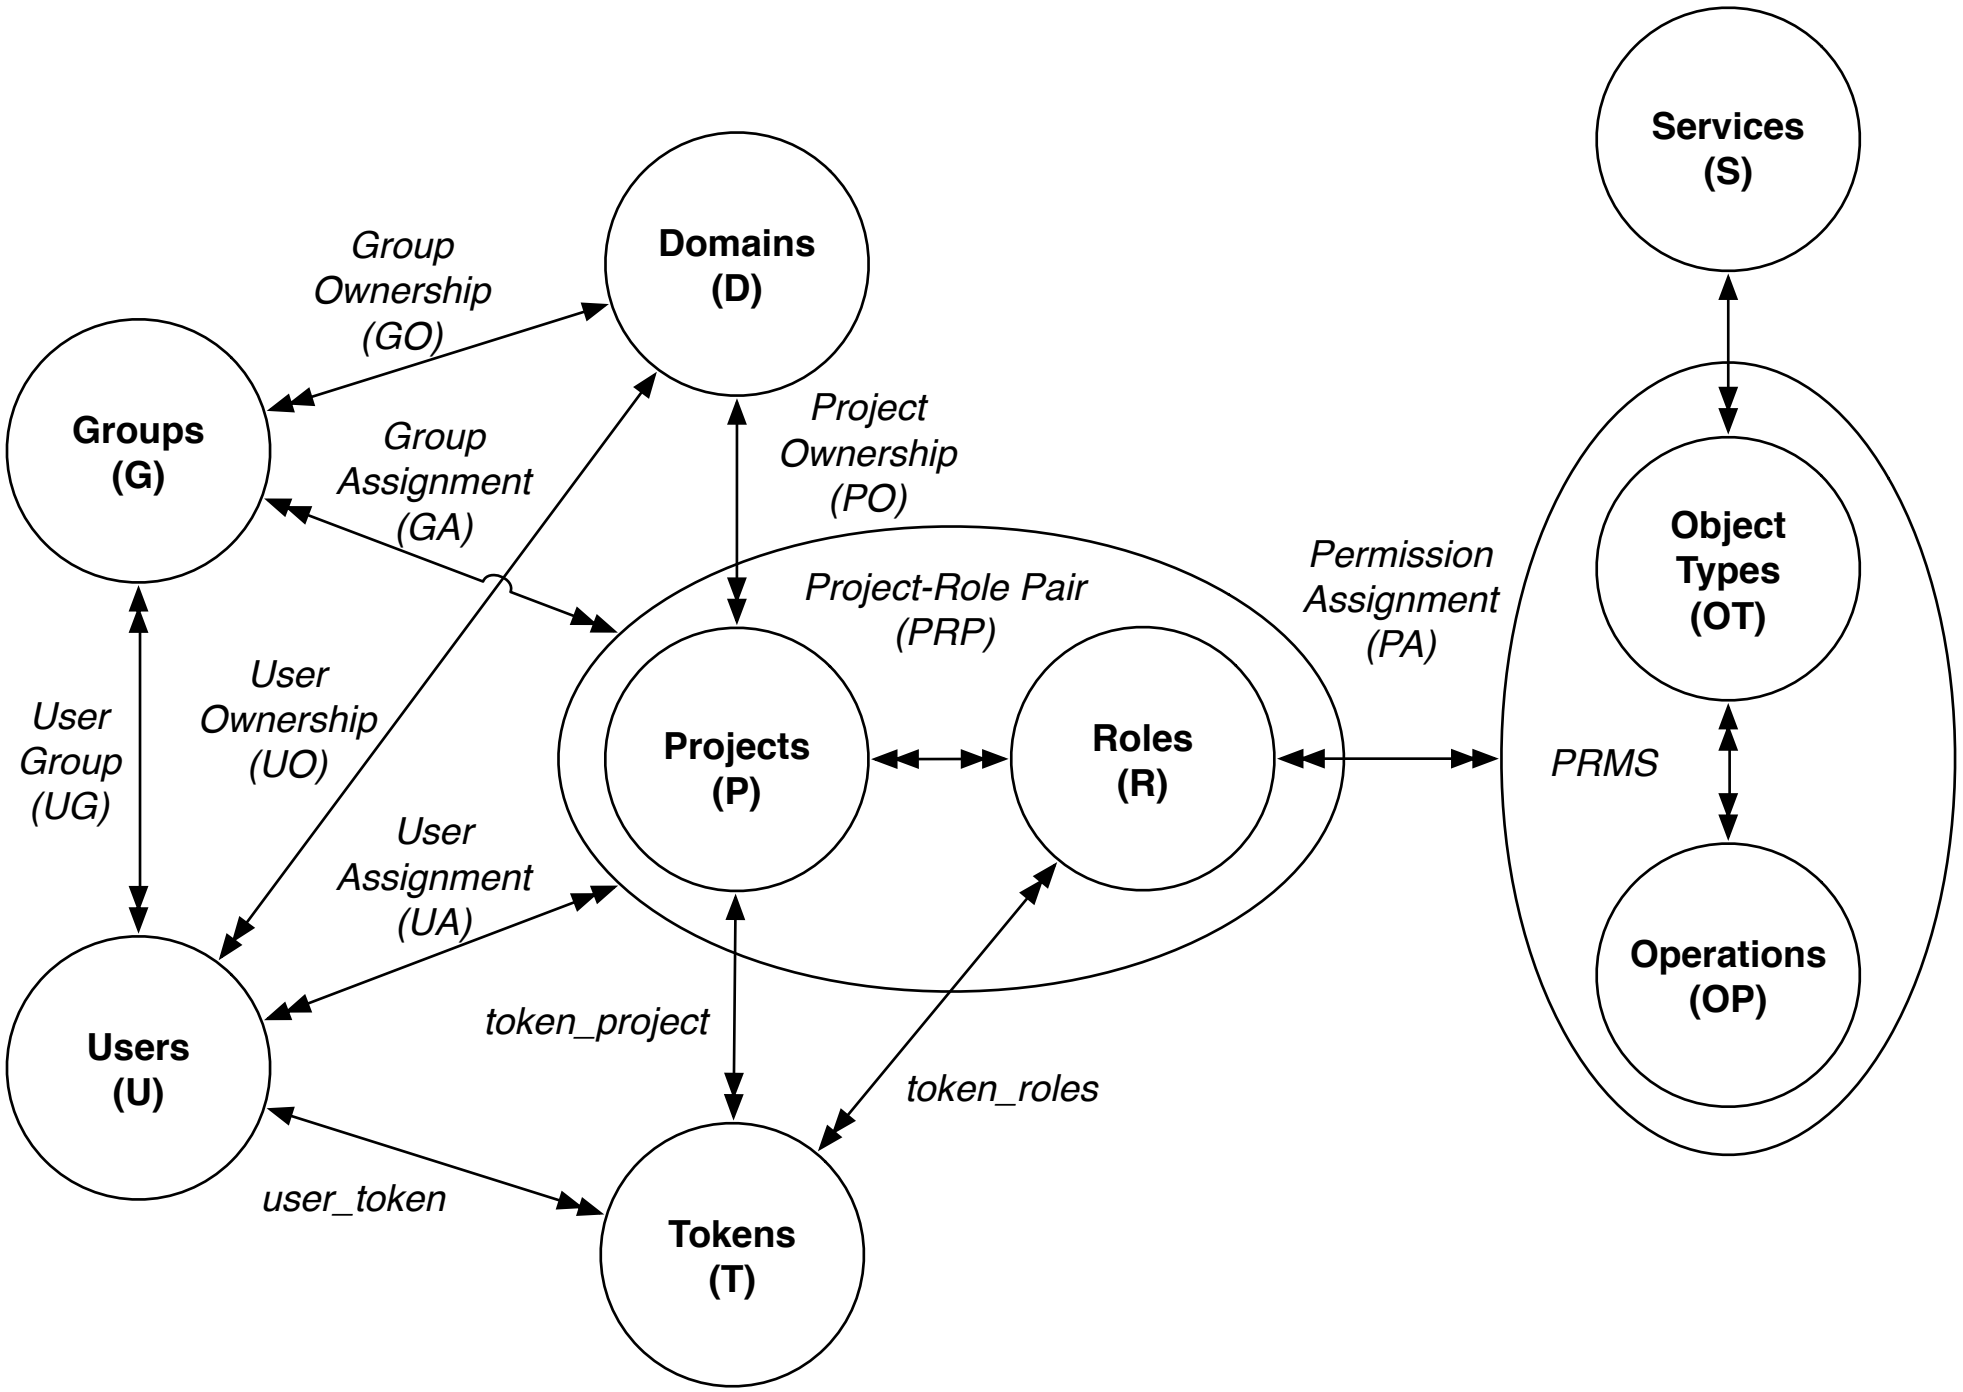 Services
(S)
Domains
(D)
Group
Ownership
(GO)
Groups
(G)
Group
Assignment
(GA)
Project
Ownership
(PO)
Object
Types
(OT)
Permission
Assignment
(PA)
Project-Role Pair
(PRP)
User
Ownership
(UO)
User
Group
(UG)
Projects
(P)
Roles
(R)
PRMS
User
Assignment
(UA)
Operations
(OP)
token_project
Users
(U)
token_roles
user_token
Tokens
(T)